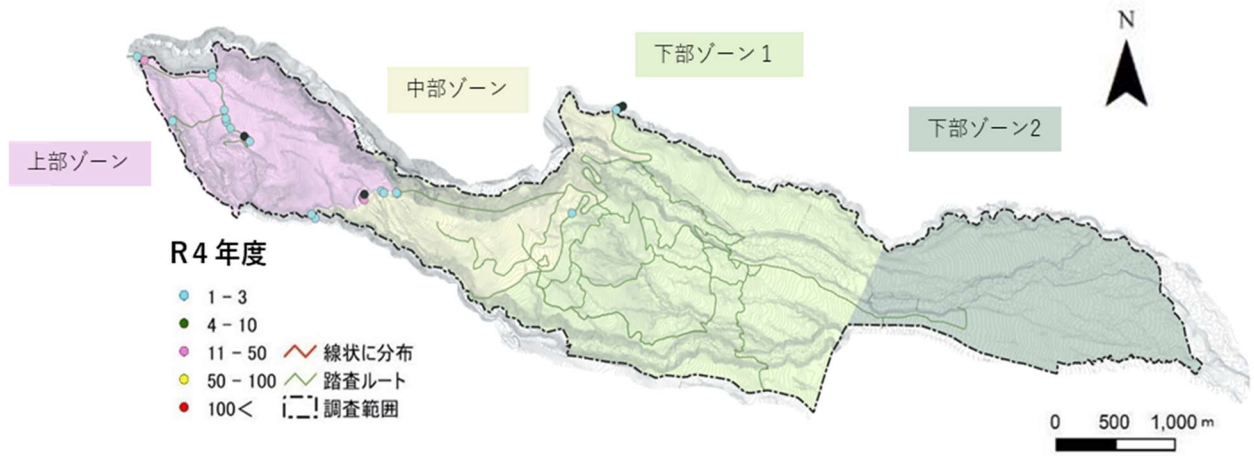 N
下部ゾーン1
中部ゾーン
下部ゾーン2
上部ゾーン
R4年度
1-3
4-10
11-50
50-100
100<
線状に分布
踏査ルート
調査範囲
0 500 1,000 m